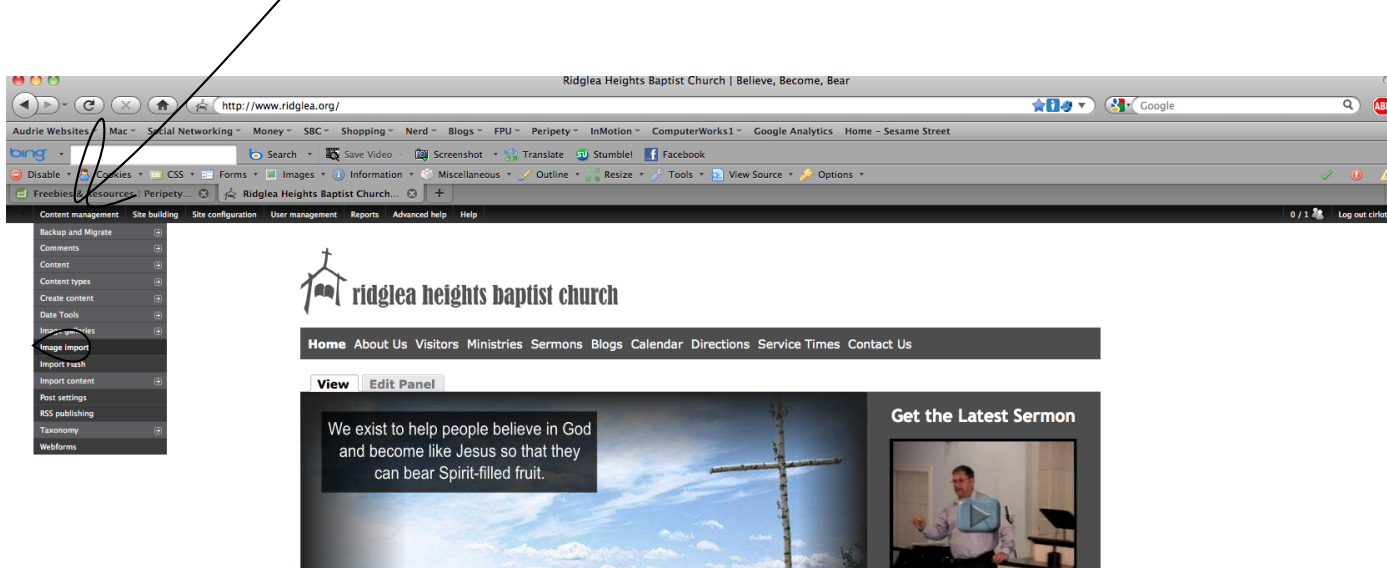 Ridglea Heights Baptist Church | Believe, Become, Bear
http://www.ridglea.org/
Google
AB
Audrie Websites Mac Social Networking Money SBC Shopping Nerd Blogs FPU Peripety InMotion ComputerWorks1 Google Analytics Home - Sesame Street
bing Search Save Video Screenshot Translate Stumble! Facebook
Disable Cookies CSS Forms Images Information Miscellaneous Outline Resize Tools View Source Options
Freebies & Resources | Peripety... Ridglea Heights Baptist Church... +
Content management Site building Site configuration User management Reports Advanced help Help 0 / 1 Log out cirlot
Backup and Migrate
Comments
Content
Content types
Create content
Date Tools
Image galleries
Image import
Import Flash
Import content
Post settings
RSS publishing
Taxonomy
Webforms
ridglea heights baptist church
Home About Us Visitors Ministries Sermons Blogs Calendar Directions Service Times Contact Us
View Edit Panel
We exist to help people believe in God
and become like Jesus so that they
can bear Spirit-filled fruit.
Get the Latest Sermon